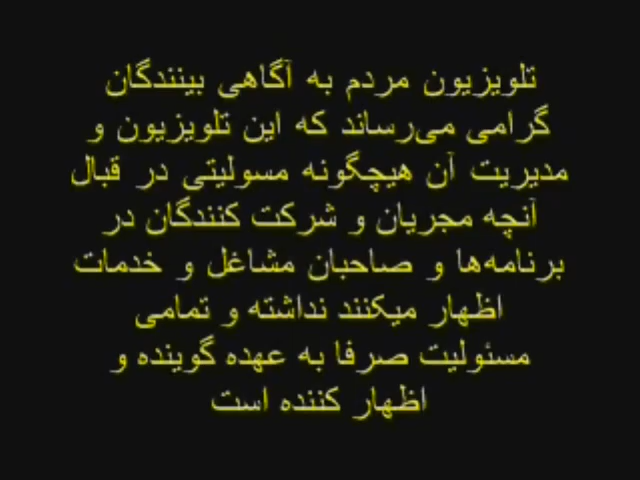 تلویزیون مردم به آگاهی بینندگان
گرامی می‌رساند که این تلویزیون و
مدیریت آن هیچگونه مسولیتی در قبال
آنچه مجریان و شرکت کنندگان در
برنامه‌ها و صاحبان مشاغل و خدمات
اظهار میکنند نداشته و تمامی
مسئولیت صرفا به عهده گوینده و
اظهار کننده است